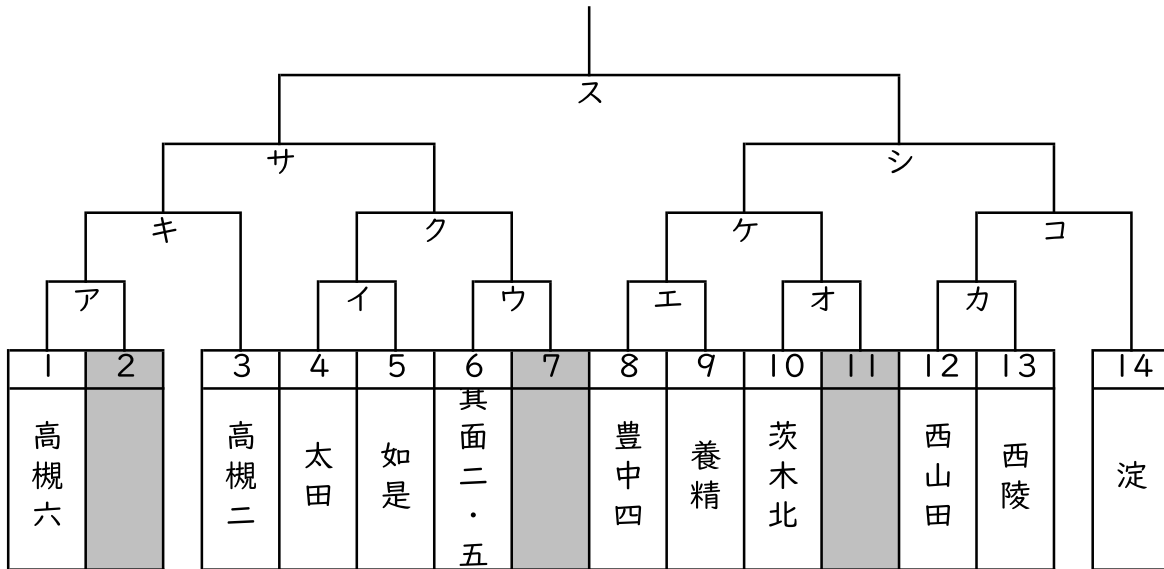 ス
サ シ
キ ク ケ コ
ア イ ウ エ オ カ
1 2 3 4 5 6 7 8 9 10 11 12 13 14
高槻六
高槻二
太田
如是
箕面二・五
豊中四
養精
茨木北
西山田
西陵
淀